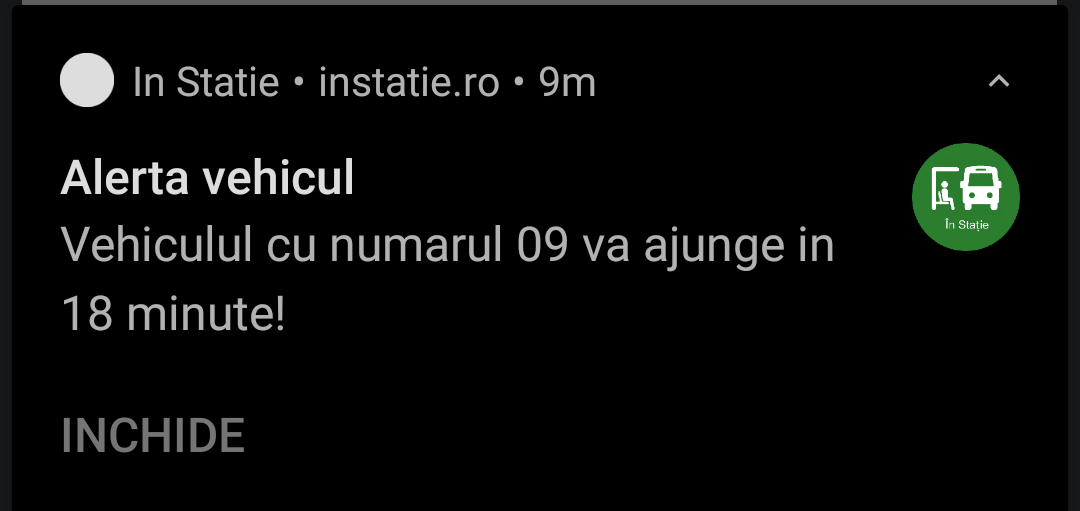 In Statie • instatie.ro • 9m
Alerta vehicul
În Stație
Vehiculul cu numarul 09 va ajunge in
18 minute!
INCHIDE